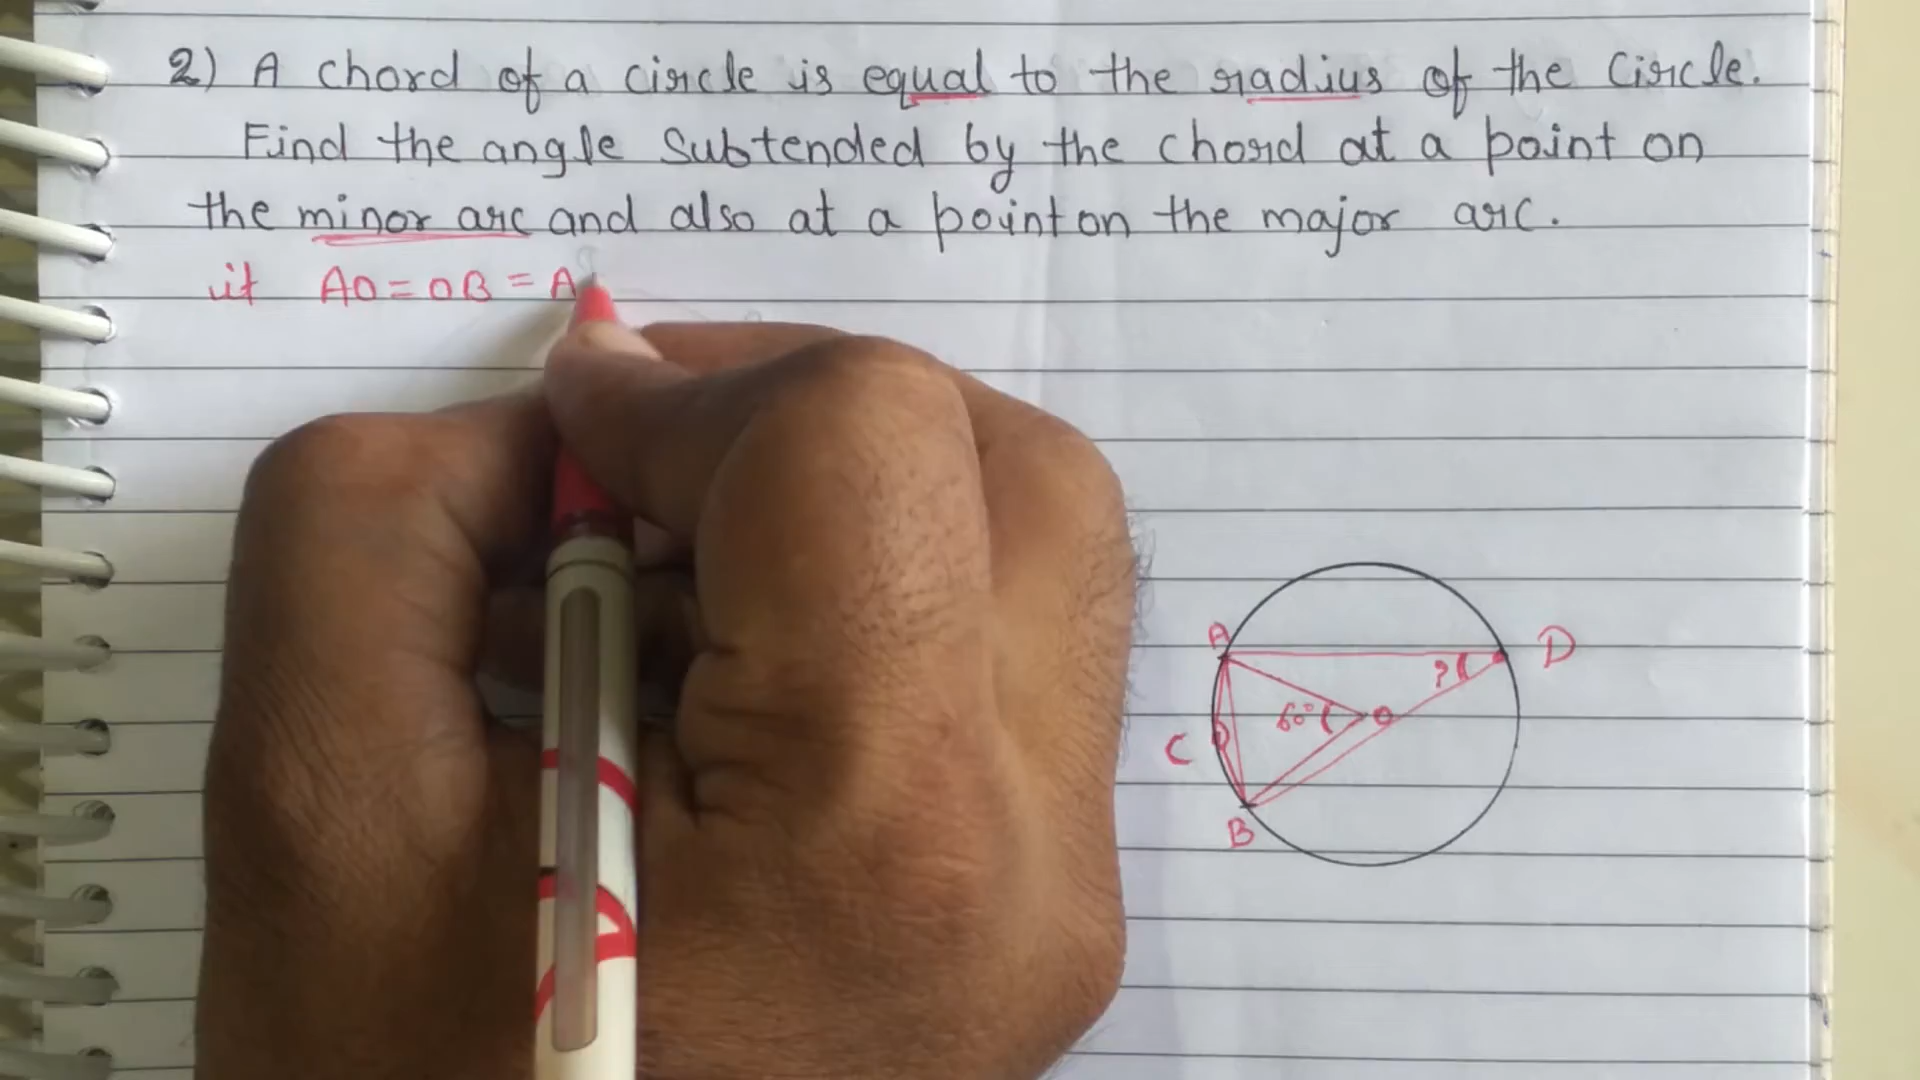 2) A chord of a circle is equal to the radius of the circle.
Find the angle subtended by the chord at a point on
the minor arc and also at a point on the major arc.
if AO = OB = A
A
D
?
60°
O
C
B